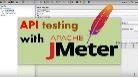 API testing
with APACHE
JMeter